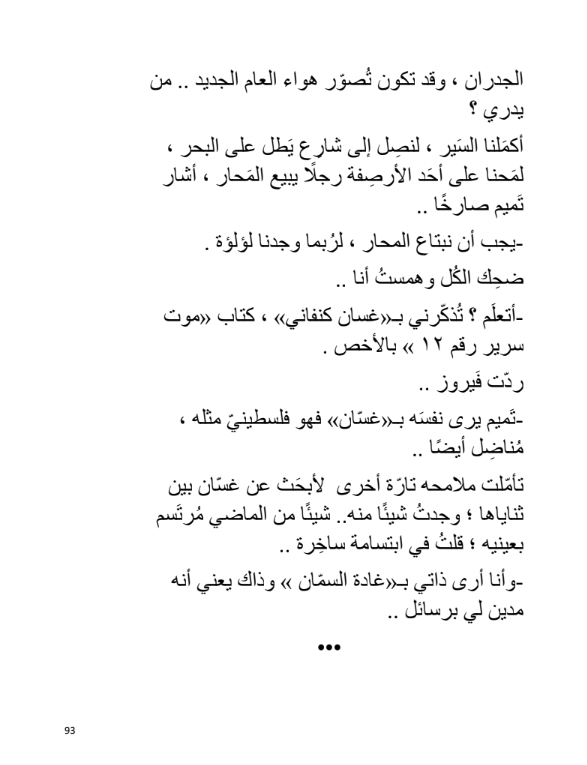 الجدران ، وقد تكون تُصوّر هواء العام الجديد .. من
يدري ؟
أكمَلنا السَير ، لنصِل إلى شارِع يَطل على البحر ،
لمَحنا على أحَد الأرصِفة رجلًا يبيع المَحار ، أشار
تَميم صارخًا ..
-يجب أن نبتاع المحار ، لرُبما وجدنا لؤلؤة .
ضحِك الكُل وهمستُ أنا ..
-أتعلَم ؟ تُذكّرني بـ«غسان كنفاني» ، كتاب «موت
سرير رقم ١٢ » بالأخص .
ردّت فَيروز ..
-تَميم يرى نفسَه بـ«غسّان» فهو فلسطينيّ مثله ،
مُناضِل أيضًا ..
تأمّلت ملامحه تارّة أخرى  لأبحَث عن غسّان بين
ثناياها ؛ وجدتُ شيئًا منه.. شيئًا من الماضي مُرتَسم
بعينيه ؛ قلتُ في ابتسامة ساخِرة ..
-وأنا أرى ذاتي بـ«غادة السمّان » وذاك يعني أنه
مدين لي برسائل ..
•••
93